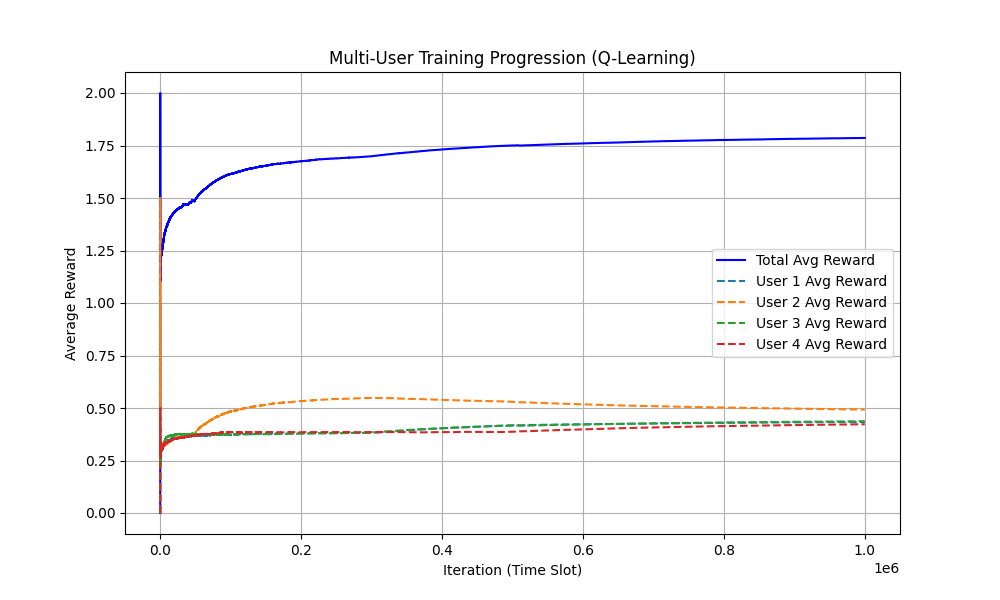 Multi-User Training Progression (Q-Learning)
Average Reward
2.00
1.75
1.50
1.25
1.00
0.75
0.50
0.25
0.00
Total Avg Reward
User 1 Avg Reward
User 2 Avg Reward
User 3 Avg Reward
User 4 Avg Reward
0.0 0.2 0.4 0.6 0.8 1.0
1e6
Iteration (Time Slot)